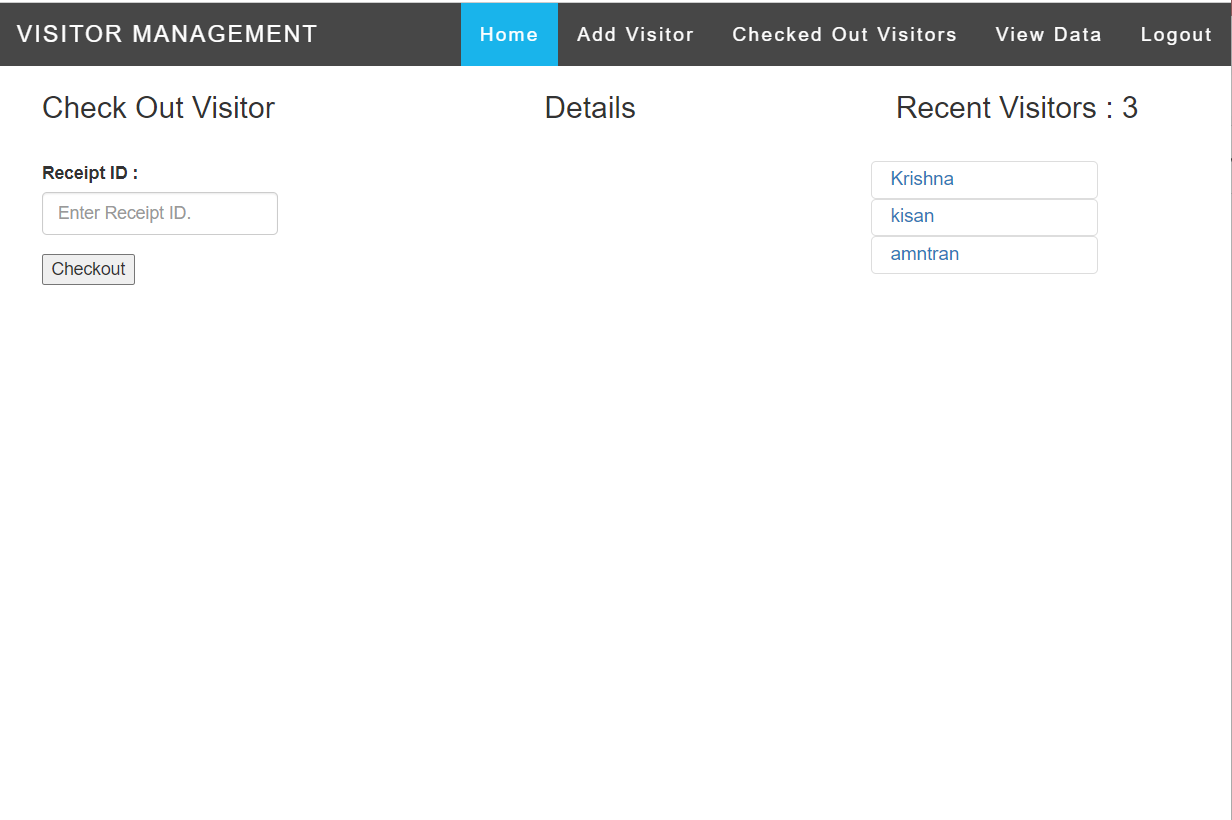 VISITOR MANAGEMENT
Home Add Visitor Checked Out Visitors View Data Logout
Check Out Visitor
Receipt ID :
Enter Receipt ID.
Checkout
Details
Recent Visitors : 3
Krishna
kisan
amntran